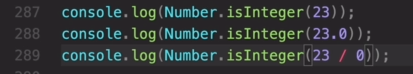 287 console.log(Number.isInteger(23));
288 console.log(Number.isInteger(23.0));
289 console.log(Number.isInteger(23 / 0));